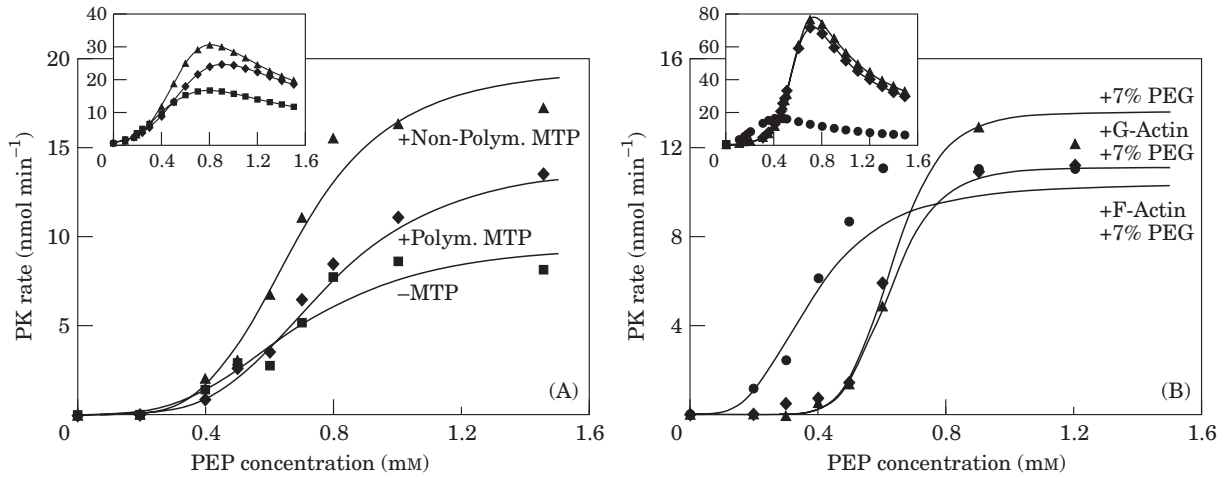 40
30
20
10
0
0.4
0.8
1.2
1.6
20
15
10
5
0
0.4
0.8
1.2
1.6
PK rate (nmol min−1)
PEP concentration (mM)
+Non-Polym. MTP
+Polym. MTP
−MTP
(A)
80
60
40
20
0
0.4
0.8
1.2
1.6
16
12
8
4
0
0.4
0.8
1.2
1.6
PK rate (nmol min−1)
PEP concentration (mM)
+7% PEG
+G-Actin
+7% PEG
+F-Actin
+7% PEG
(B)